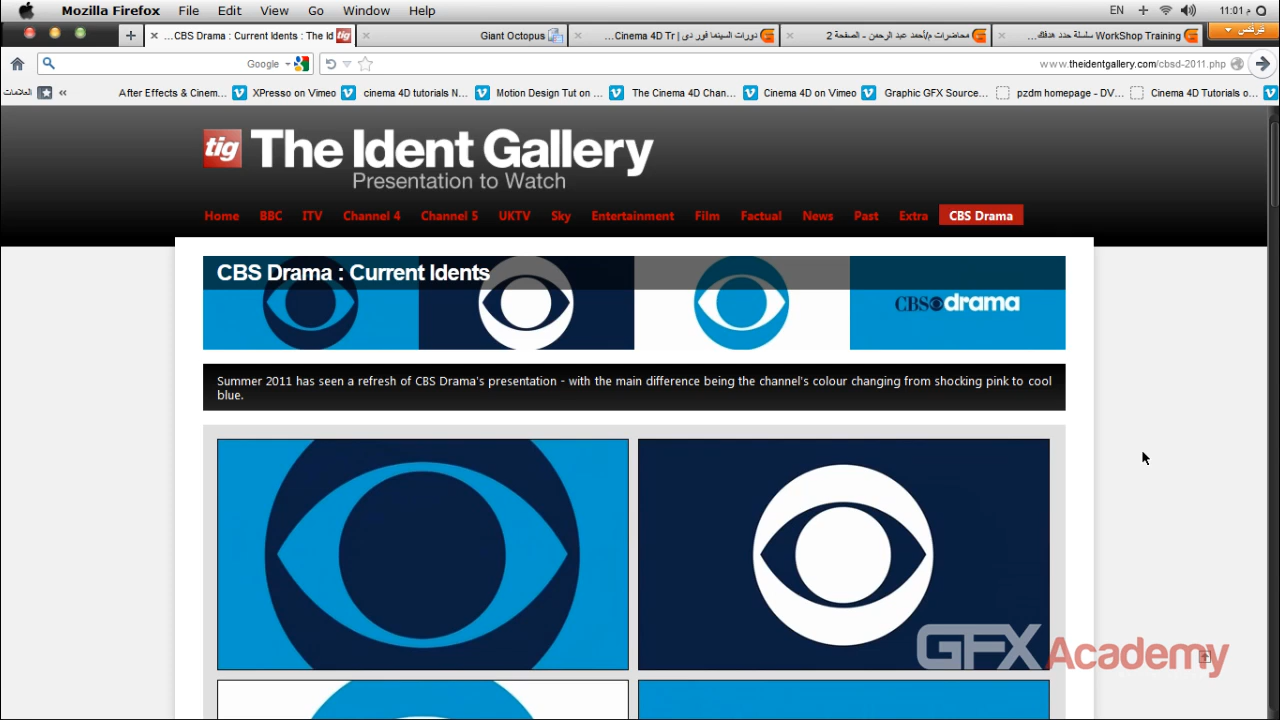 Mozilla Firefox File Edit View Go Window Help EN 11:01 م
CBS Drama : Current Idents : The Id...
Giant Octopus
دورات السينما فور دى | Cinema 4D Tr...
محاضرات م/أحمد عبد الرحمن - الصفحة 2
سلسلة حدد هدفك WorkShop Training...
فَيَرفُكس
Google
www.theidentgallery.com/cbsd-2011.php
العلامات
After Effects & Cinem...
XPresso on Vimeo
cinema 4D tutorials N...
Motion Design Tut on ...
The Cinema 4D Chan...
Cinema 4D on Vimeo
Graphic GFX Source...
pzdm homepage - DV...
Cinema 4D Tutorials o...
tig The Ident Gallery
Presentation to Watch
Home BBC ITV Channel 4 Channel 5 UKTV Sky Entertainment Film Factual News Past Extra CBS Drama
CBS Drama : Current Idents
CBS drama
Summer 2011 has seen a refresh of CBS Drama's presentation - with the main difference being the channel's colour changing from shocking pink to cool
blue.
GFXAcademy